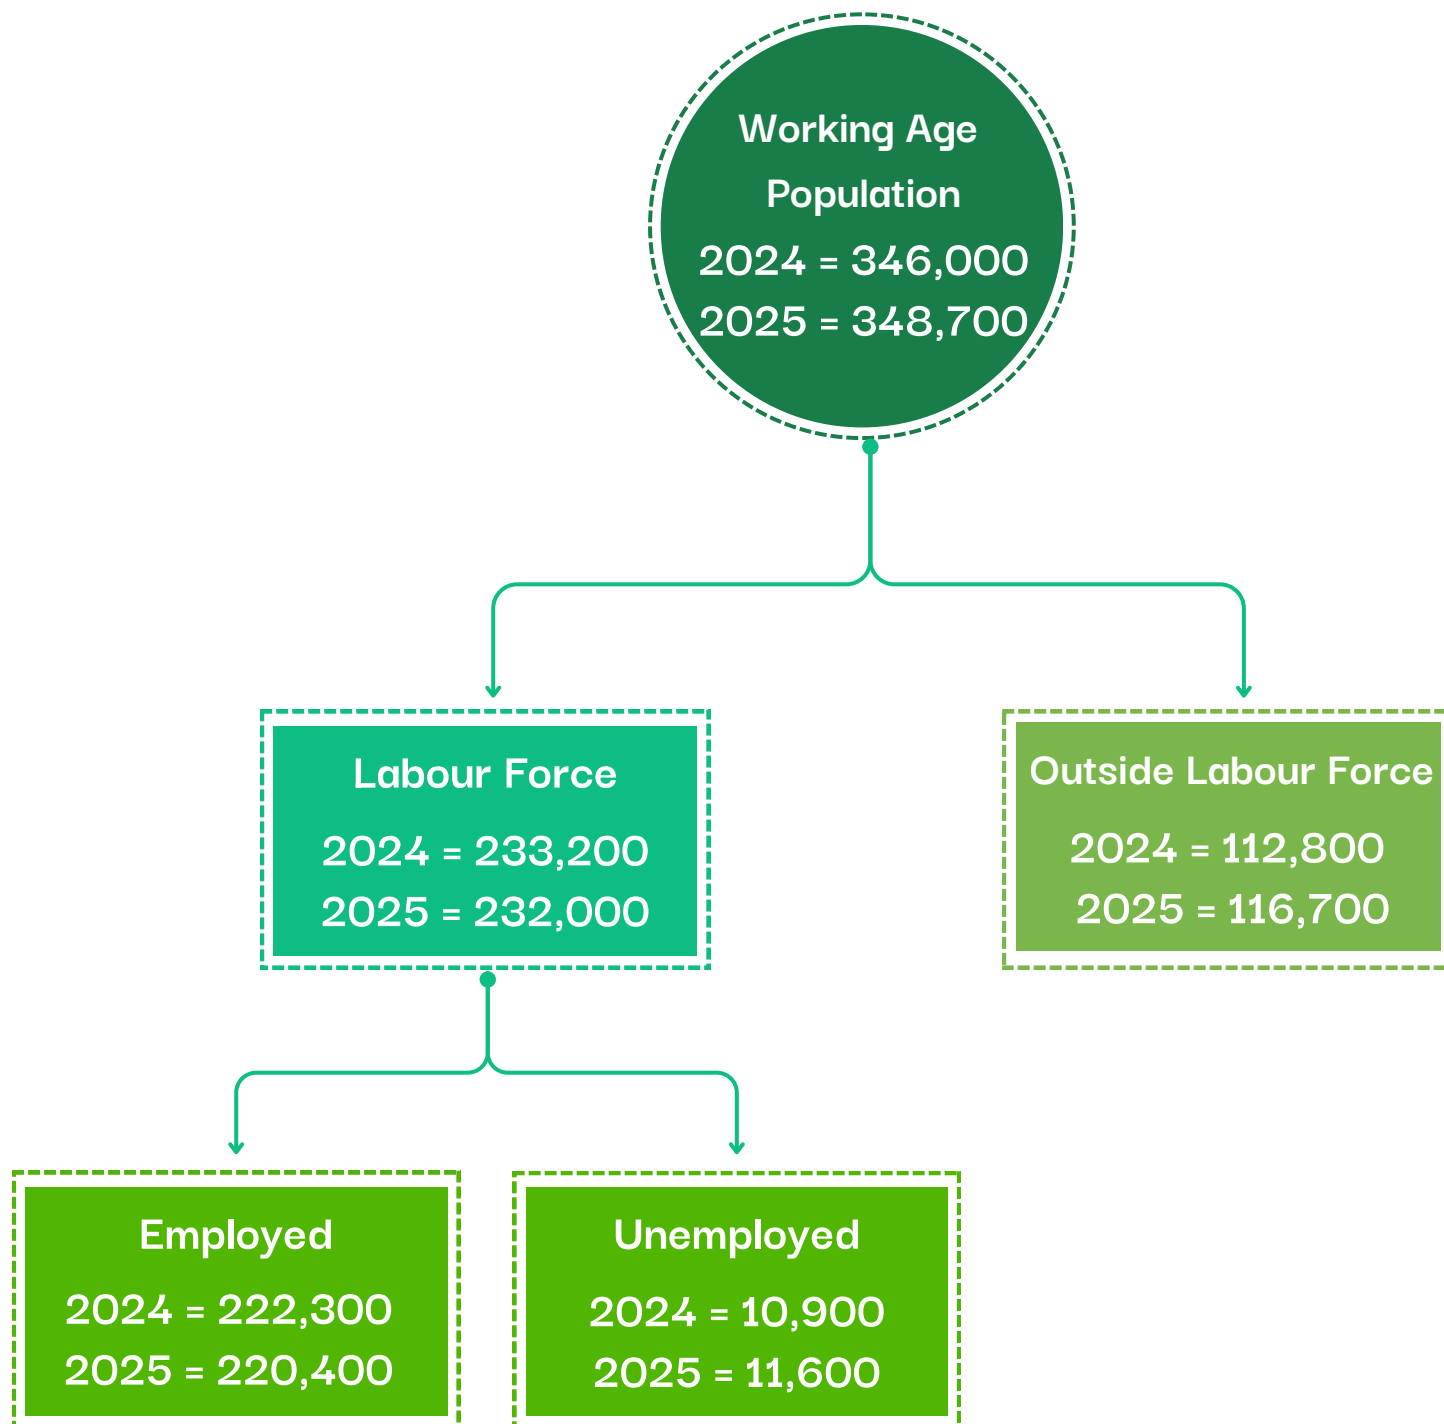 Working Age
Population
2024 = 346,000
2025 = 348,700
Labour Force
2024 = 233,200
2025 = 232,000
Outside Labour Force
2024 = 112,800
2025 = 116,700
Employed
2024 = 222,300
2025 = 220,400
Unemployed
2024 = 10,900
2025 = 11,600